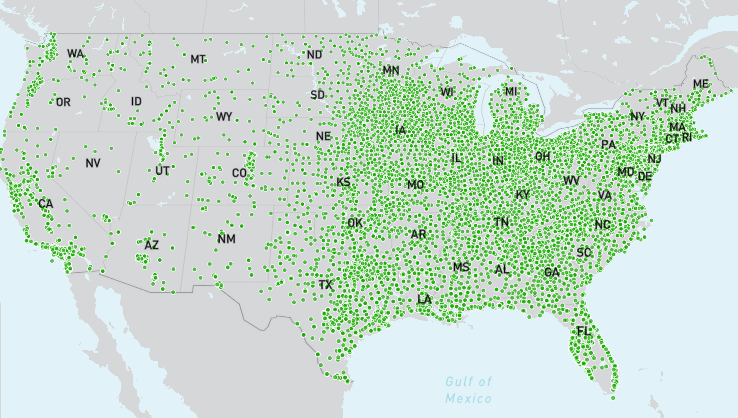 WA
MT
ND
MN
OR
ID
WY
SD
WI
MI
ME
VT
NH
NY
MA
CT RI
NE
IA
PA
NJ
NV
UT
CO
IL
IN
OH
MD
DE
WV
KS
MO
KY
VA
CA
AZ
NM
OK
AR
TN
NC
SC
TX
LA
MS
AL
GA
FL
Gulf of
Mexico